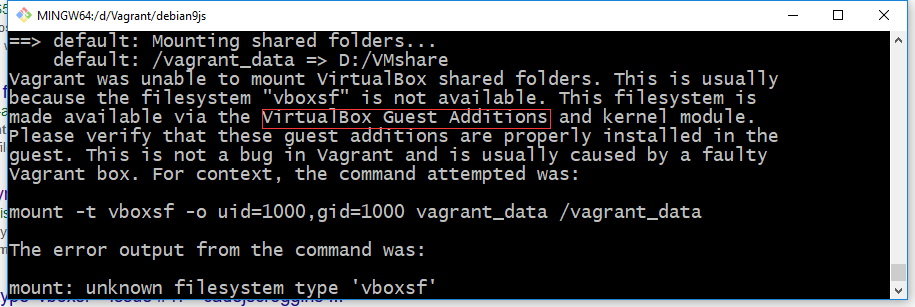 MINGW64:/d/Vagrant/debian9js
==> default: Mounting shared folders...
default: /vagrant_data => D:/VMshare
Vagrant was unable to mount VirtualBox shared folders. This is usually
because the filesystem "vboxsf" is not available. This filesystem is
made available via the VirtualBox Guest Additions and kernel module.
Please verify that these guest additions are properly installed in the
guest. This is not a bug in Vagrant and is usually caused by a faulty
Vagrant box. For context, the command attempted was:
mount -t vboxsf -o uid=1000,gid=1000 vagrant_data /vagrant_data
The error output from the command was:
mount: unknown filesystem type 'vboxsf'